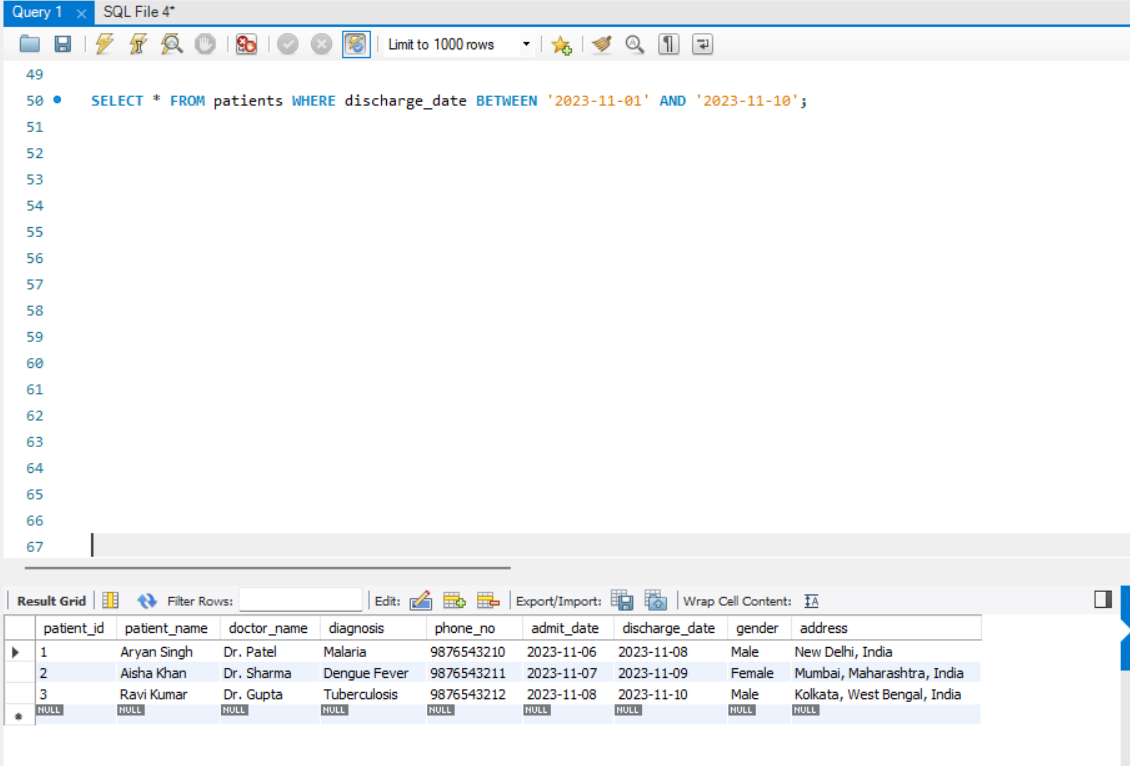 Query 1 × SQL File 4*
Limit to 1000 rows
49
50 SELECT * FROM patients WHERE discharge_date BETWEEN '2023-11-01' AND '2023-11-10';
51
52
53
54
55
56
57
58
59
60
61
62
63
64
65
66
67
Result Grid Filter Rows: Edit: Export/Import: Wrap Cell Content: IA
patient_id patient_name doctor_name diagnosis phone_no admit_date discharge_date gender address
1 Aryan Singh Dr. Patel Malaria 9876543210 2023-11-06 2023-11-08 Male New Delhi, India
2 Aisha Khan Dr. Sharma Dengue Fever 9876543211 2023-11-07 2023-11-09 Female Mumbai, Maharashtra, India
3 Ravi Kumar Dr. Gupta Tuberculosis 9876543212 2023-11-08 2023-11-10 Male Kolkata, West Bengal, India
NULL NULL NULL NULL NULL NULL NULL NULL NULL